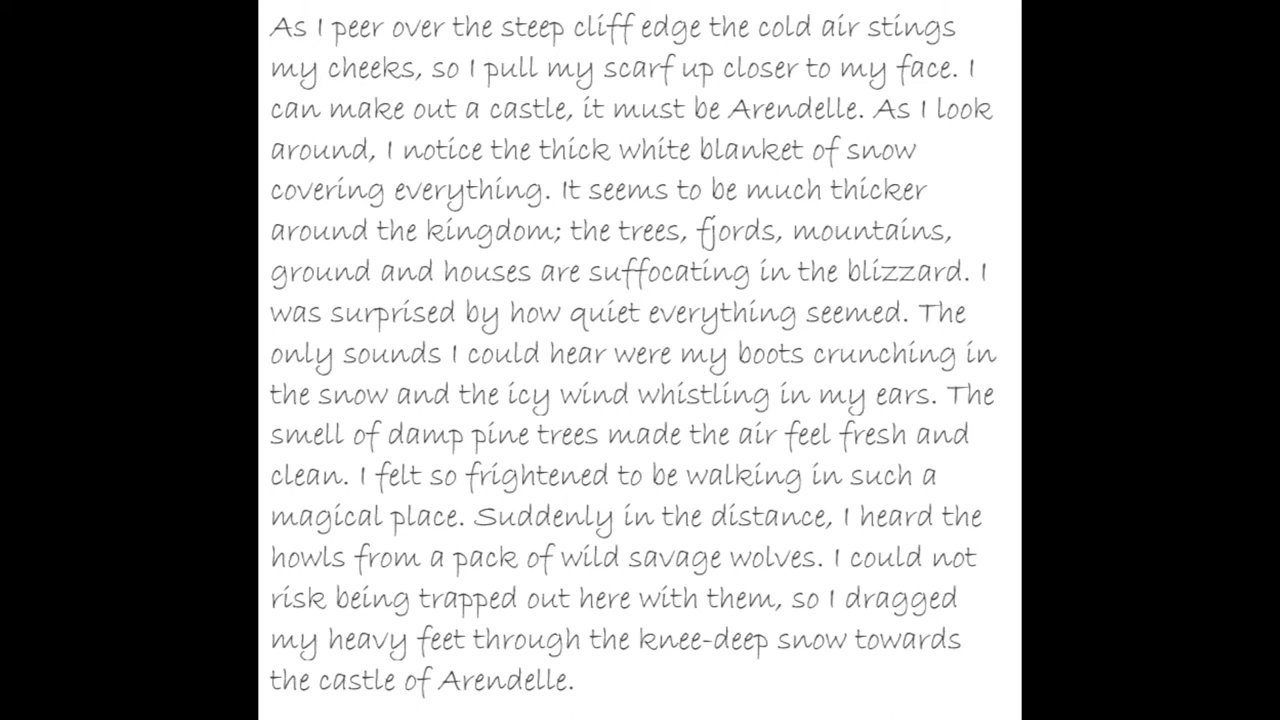 As I peer over the steep cliff edge the cold air stings
my cheeks, so I pull my scarf up closer to my face. I
can make out a castle, it must be Arendelle. As I look
around, I notice the thick white blanket of snow
covering everything. It seems to be much thicker
around the kingdom; the trees, fjords, mountains,
ground and houses are suffocating in the blizzard. I
was surprised by how quiet everything seemed. The
only sounds I could hear were my boots crunching in
the snow and the icy wind whistling in my ears. The
smell of damp pine trees made the air feel fresh and
clean. I felt so frightened to be walking in such a
magical place. Suddenly in the distance, I heard the
howls from a pack of wild savage wolves. I could not
risk being trapped out here with them, so I dragged
my heavy feet through the knee-deep snow towards
the castle of Arendelle.